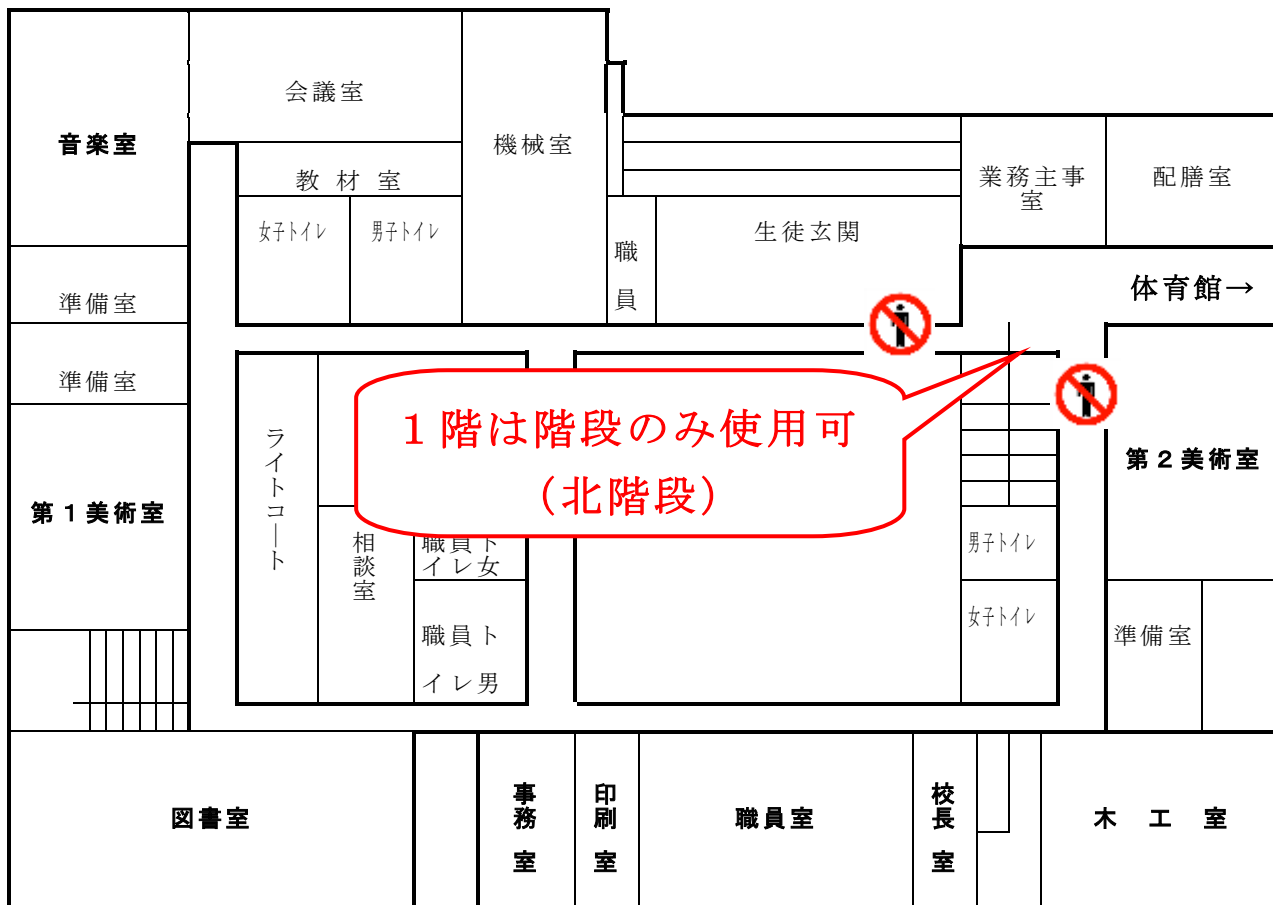 会議室
音楽室
機械室
教材室
業務主事
室
配膳室
女子トイレ
男子トイレ
生徒玄関
職
員
準備室
体育館→
準備室
１階は階段のみ使用可
（北階段）
ライトコート
第１美術室
第２美術室
相談室
職員ト
イレ女
男子トイレ
職員ト
イレ男
女子トイレ
準備室
図書室
事務室
印刷室
職員室
校長室
木工室